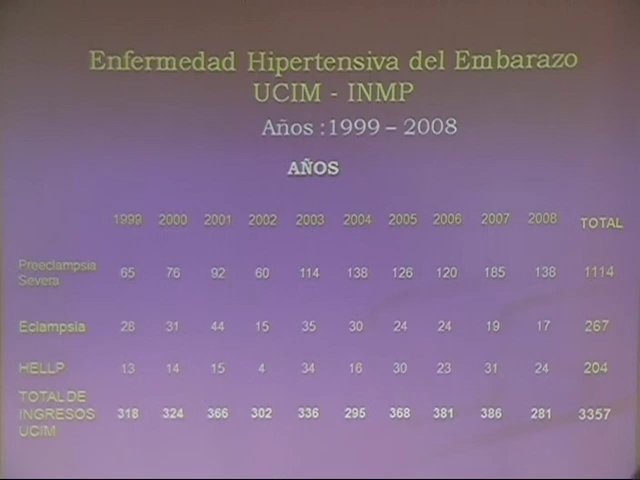 Enfermedad Hipertensiva del Embarazo
UCIM - INMP
Años :1999 – 2008
AÑOS
1999 2000 2001 2002 2003 2004 2005 2006 2007 2008 TOTAL
Preeclampsia
Severa 65 76 92 60 114 138 126 120 185 138 1114
Eclampsia 28 31 44 15 35 30 24 24 19 17 267
HELLP 13 14 15 4 34 16 30 23 31 24 204
TOTAL DE
INGRESOS 318 324 366 302 336 295 368 381 386 281 3357
UCIM